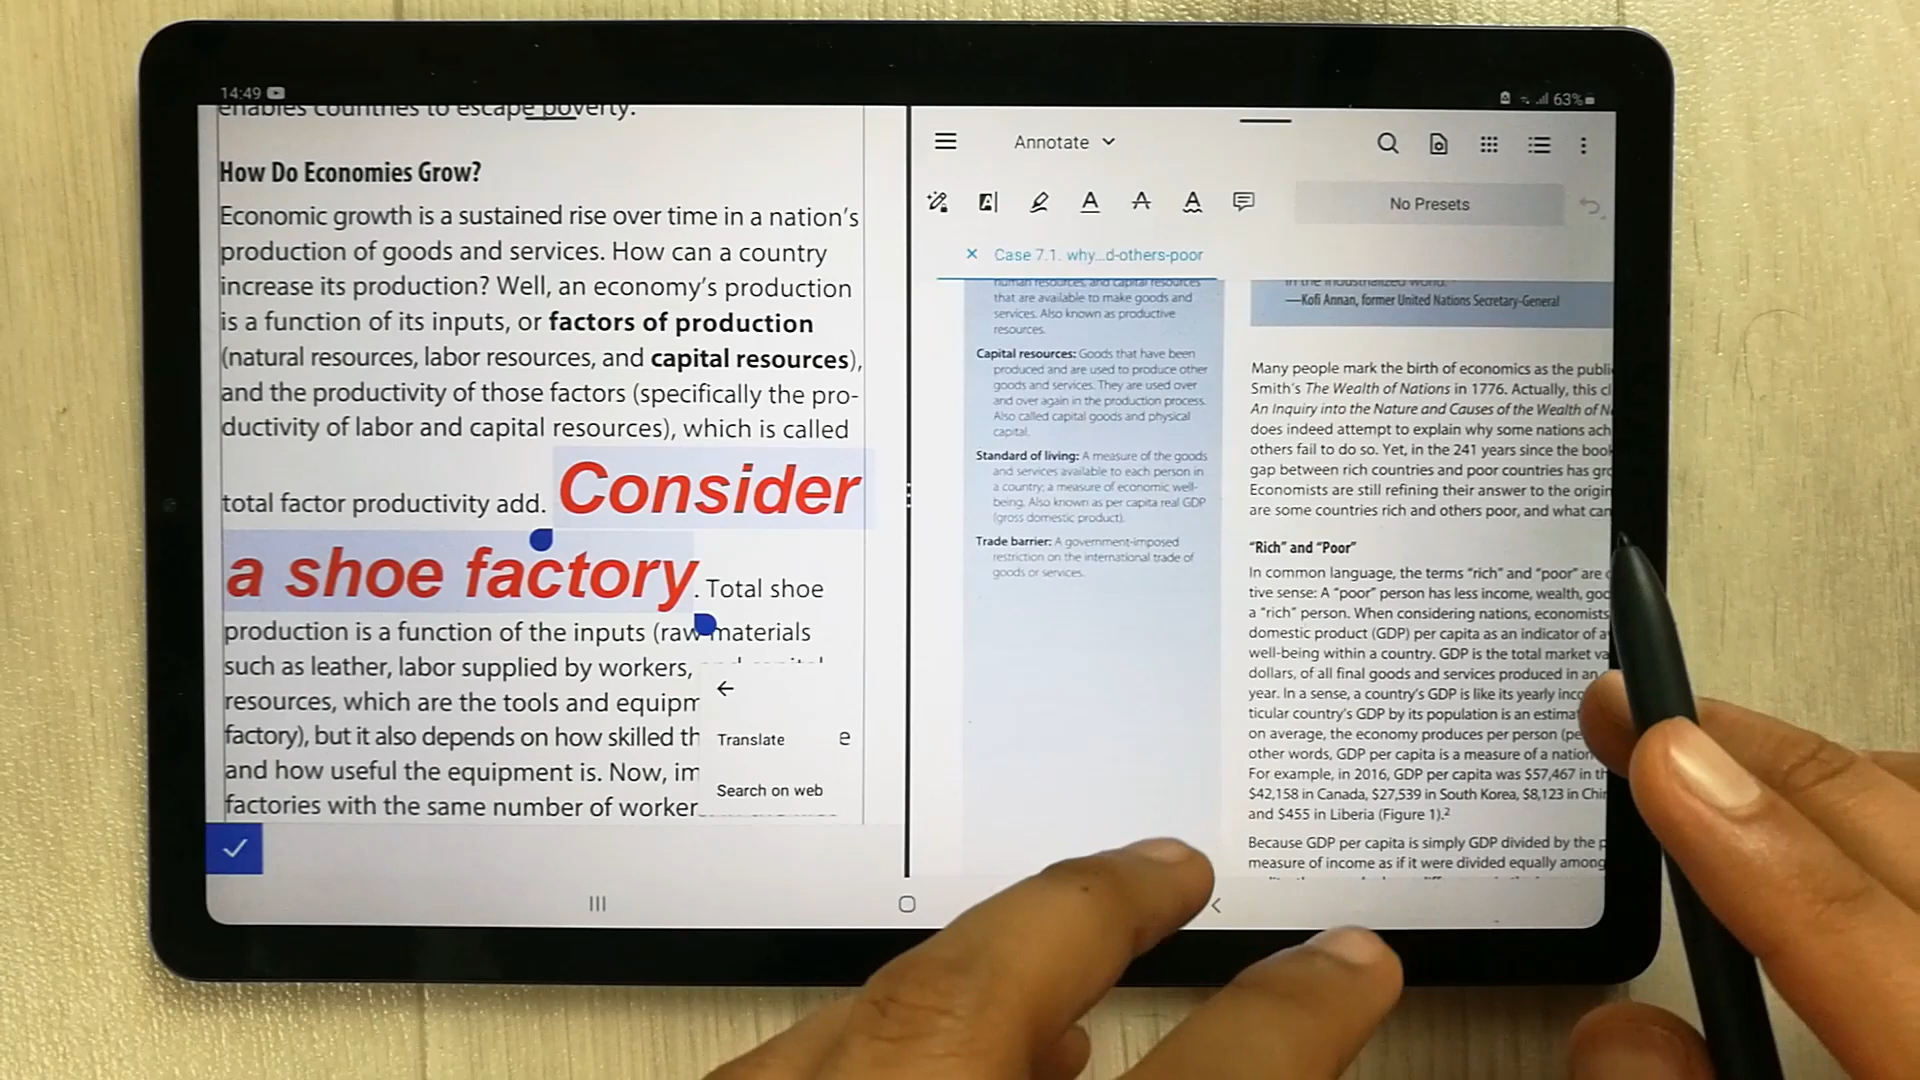 14:49
63%
enables countries to escape poverty.
How Do Economies Grow?
Economic growth is a sustained rise over time in a nation's
production of goods and services. How can a country
increase its production? Well, an economy's production
is a function of its inputs, or factors of production
(natural resources, labor resources, and capital resources),
and the productivity of those factors (specifically the pro-
ductivity of labor and capital resources), which is called
total factor productivity add. Consider
a shoe factory. Total shoe
production is a function of the inputs (raw materials
such as leather, labor supplied by workers, and capital
resources, which are the tools and equipm
factory), but it also depends on how skilled th
e
and how useful the equipment is. Now, im
factories with the same number of worker
Translate
Search on web
Annotate
No Presets
Case 7.1. why...d-others-poor
human resources, and capital resources
that are available to make goods and
services. Also known as productive
resources.
Capital resources: Goods that have been
produced and are used to produce other
goods and services. They are used over
and over again in the production process.
Also called capital goods and physical
capital.
Standard of living: A measure of the goods
and services available to each person in
a country; a measure of economic well-
being. Also known as per capita real GDP
(gross domestic product).
Trade barrier: A government-imposed
restriction on the international trade of
goods or services.
in the industrialized world.
—Kofi Annan, former United Nations Secretary-General
Many people mark the birth of economics as the publi
Smith's The Wealth of Nations in 1776. Actually, this cl
An Inquiry into the Nature and Causes of the Wealth of N
does indeed attempt to explain why some nations ach
others fail to do so. Yet, in the 241 years since the book
gap between rich countries and poor countries has gr
Economists are still refining their answer to the origin
are some countries rich and others poor, and what can
"Rich" and "Poor"
In common language, the terms "rich" and "poor" are
tive sense: A "poor" person has less income, wealth, goo
a "rich" person. When considering nations, economists
domestic product (GDP) per capita as an indicator of a
well-being within a country. GDP is the total market va
dollars, of all final goods and services produced in an
year. In a sense, a country's GDP is like its yearly inco
ticular country's GDP by its population is an estimat
on average, the economy produces per person (pe
other words, GDP per capita is a measure of a nation
For example, in 2016, GDP per capita was $57,467 in th
$42,158 in Canada, $27,539 in South Korea, $8,123 in Chin
and $455 in Liberia (Figure 1).²
Because GDP per capita is simply GDP divided by the p
measure of income as if it were divided equally among